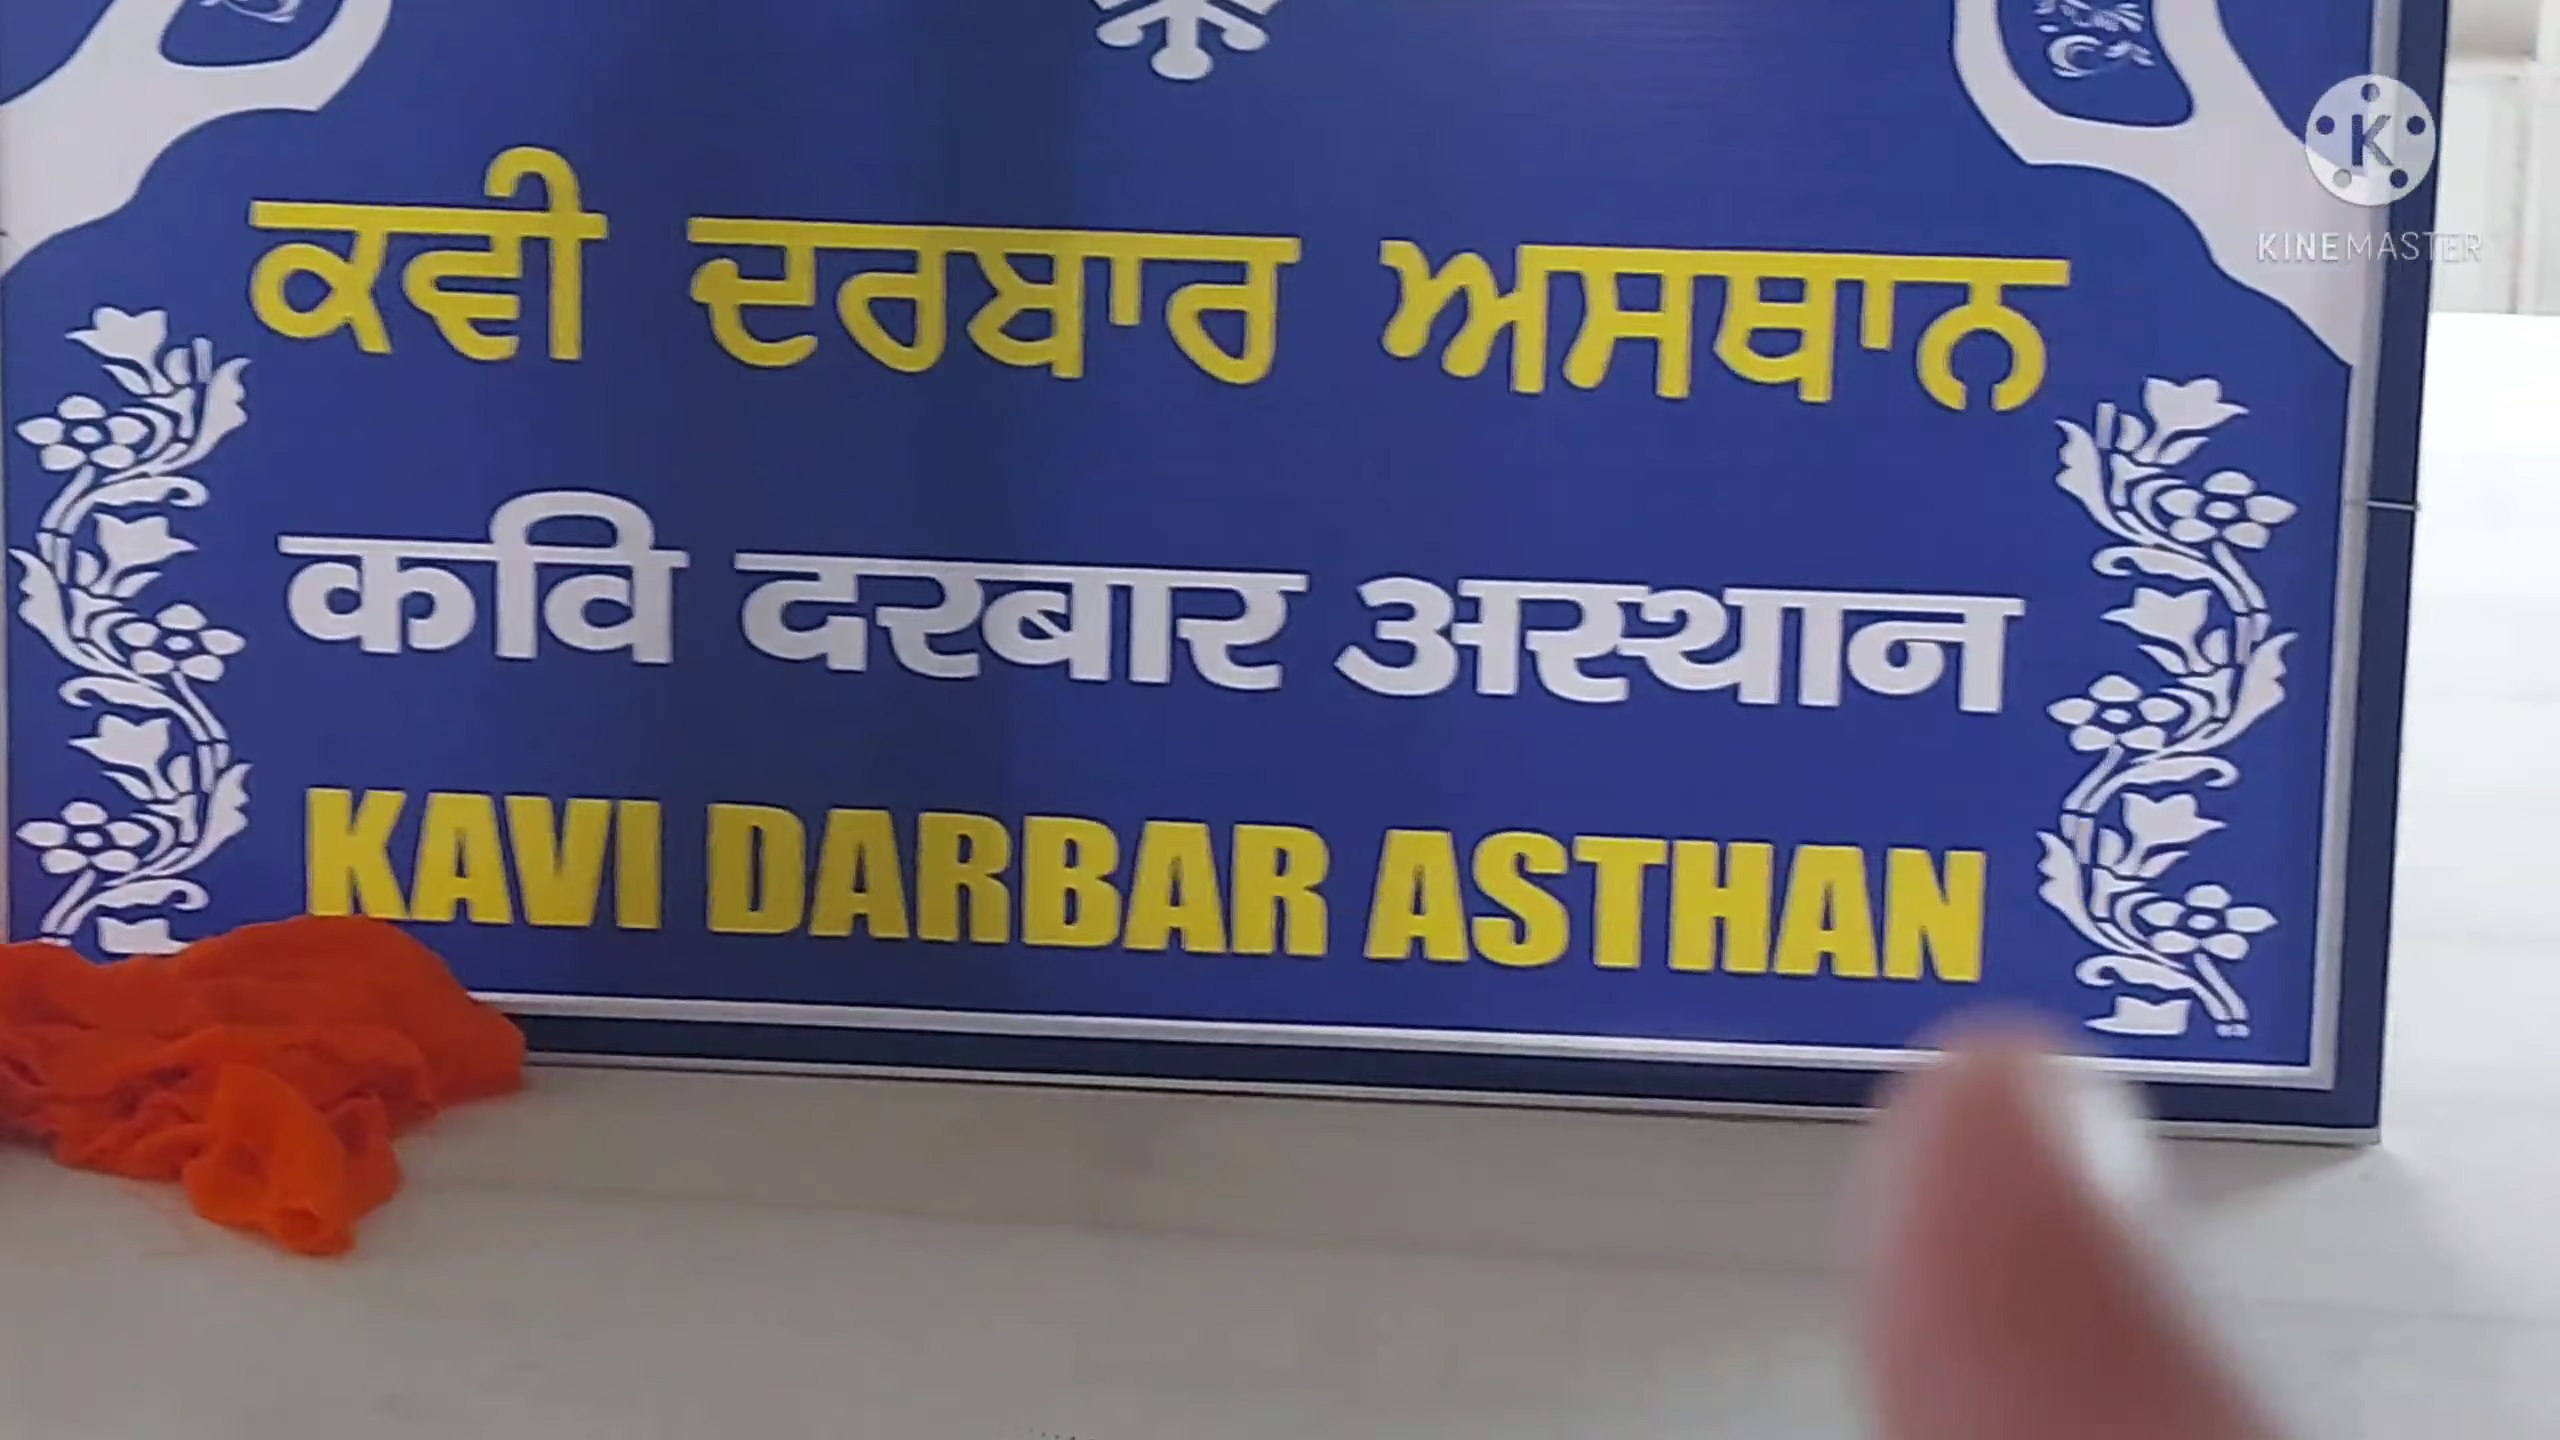 ਕਵੀ ਦਰਬਾਰ ਅਸਥਾਨ
कवि दरबार अस्थान
KAVI DARBAR ASTHAN
K
KINEMASTER